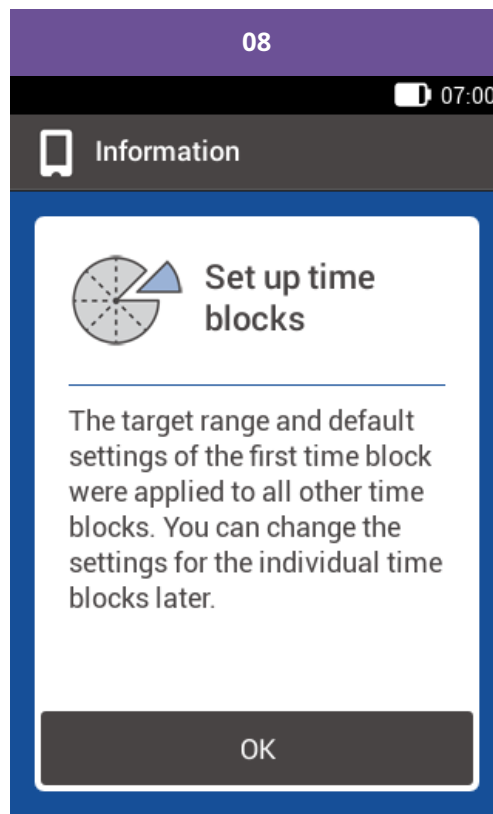 08
07:00
Information
Set up time
blocks
The target range and default
settings of the first time block
were applied to all other time
blocks. You can change the
settings for the individual time
blocks later.
OK